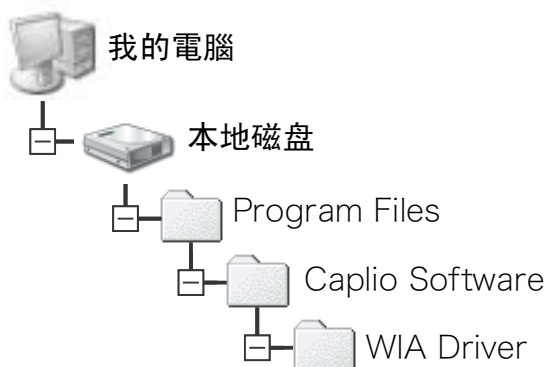 我的電腦
本地磁盘
Program Files
Caplio Software
WIA Driver